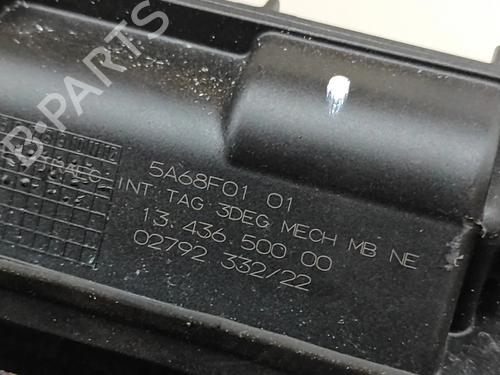 B-PARTS
5A68F01 01
INT. TAG 3DEG MECH MB NE
13.436.500 00
02792 332/22